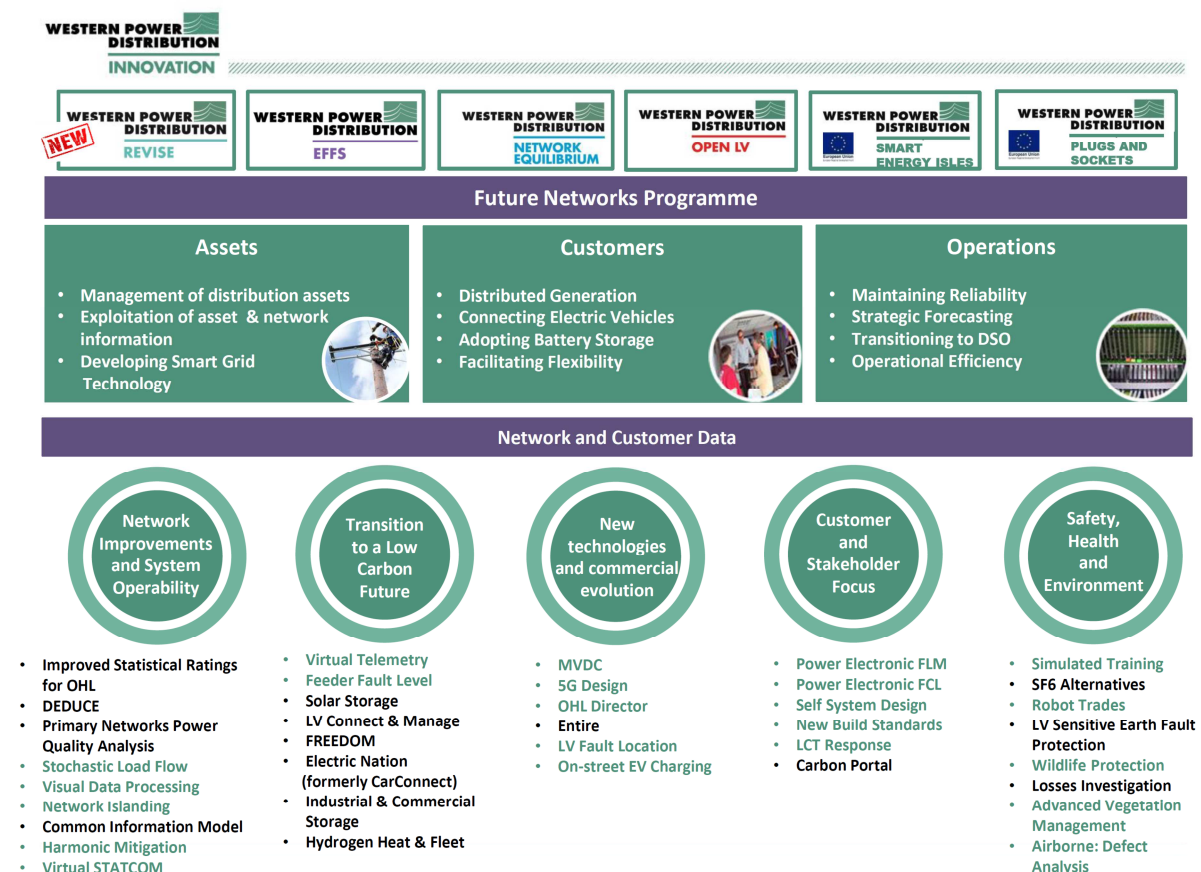 WESTERN POWER
DISTRIBUTION
INNOVATION
NEW
WESTERN POWER
DISTRIBUTION
REVISE
WESTERN POWER
DISTRIBUTION
EFFS
WESTERN POWER
DISTRIBUTION
NETWORK
EQUILIBRIUM
WESTERN POWER
DISTRIBUTION
OPEN LV
WESTERN POWER
DISTRIBUTION
European Union
SMART
ENERGY ISLES
WESTERN POWER
DISTRIBUTION
European Union
PLUGS AND
SOCKETS
Future Networks Programme
Assets
• Management of distribution assets
• Exploitation of asset & network
information
• Developing Smart Grid
Technology
Customers
• Distributed Generation
• Connecting Electric Vehicles
• Adopting Battery Storage
• Facilitating Flexibility
Operations
• Maintaining Reliability
• Strategic Forecasting
• Transitioning to DSO
• Operational Efficiency
Network and Customer Data
Network
Improvements
and System
Operability
• Improved Statistical Ratings
for OHL
• DEDUCE
• Primary Networks Power
Quality Analysis
• Stochastic Load Flow
• Visual Data Processing
• Network Islanding
• Common Information Model
• Harmonic Mitigation
• Virtual STATCOM
Transition
to a Low
Carbon
Future
• Virtual Telemetry
• Feeder Fault Level
• Solar Storage
• LV Connect & Manage
• FREEDOM
• Electric Nation
(formerly CarConnect)
• Industrial & Commercial
Storage
• Hydrogen Heat & Fleet
New
technologies
and commercial
evolution
• MVDC
• 5G Design
• OHL Director
• Entire
• LV Fault Location
• On-street EV Charging
Customer
and
Stakeholder
Focus
• Power Electronic FLM
• Power Electronic FCL
• Self System Design
• New Build Standards
• LCT Response
• Carbon Portal
Safety,
Health
and
Environment
• Simulated Training
• SF6 Alternatives
• Robot Trades
• LV Sensitive Earth Fault
Protection
• Wildlife Protection
• Losses Investigation
• Advanced Vegetation
Management
• Airborne: Defect
Analysis